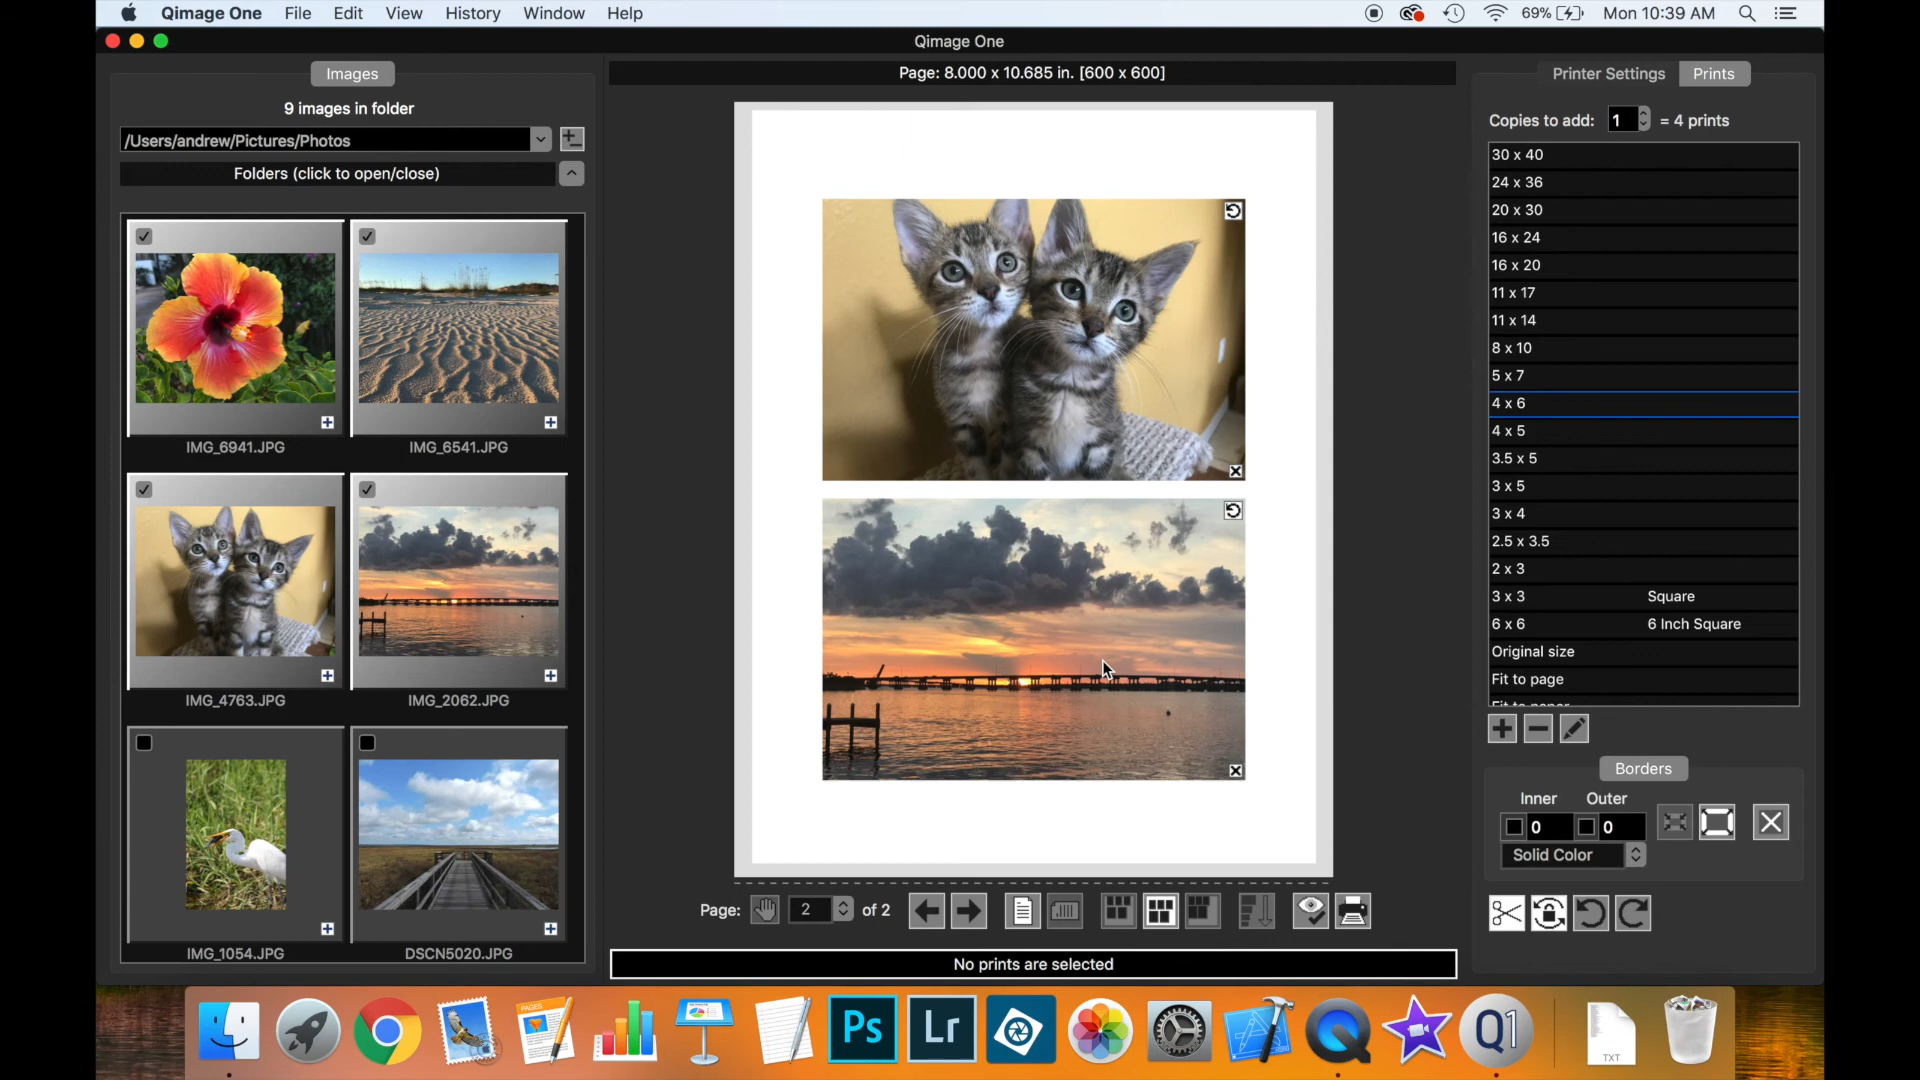 Qimage One File Edit View History Window Help 69% Mon 10:39 AM
Qimage One
Images
9 images in folder
/Users/andrew/Pictures/Photos
Folders (click to open/close)
IMG_6941.JPG IMG_6541.JPG
IMG_4763.JPG IMG_2062.JPG
IMG_1054.JPG DSCN5020.JPG
Page: 8.000 x 10.685 in. [600 x 600]
Page: 2 of 2
No prints are selected
Printer Settings Prints
Copies to add: 1 = 4 prints
30 x 40
24 x 36
20 x 30
16 x 24
16 x 20
11 x 17
11 x 14
8 x 10
5 x 7
4 x 6
4 x 5
3.5 x 5
3 x 5
3 x 4
2.5 x 3.5
2 x 3
3 x 3 Square
6 x 6 6 Inch Square
Original size
Fit to page
Fit to paper
Borders
Inner Outer
0 0
Solid Color
PAGES Ps Lr Q1 TXT